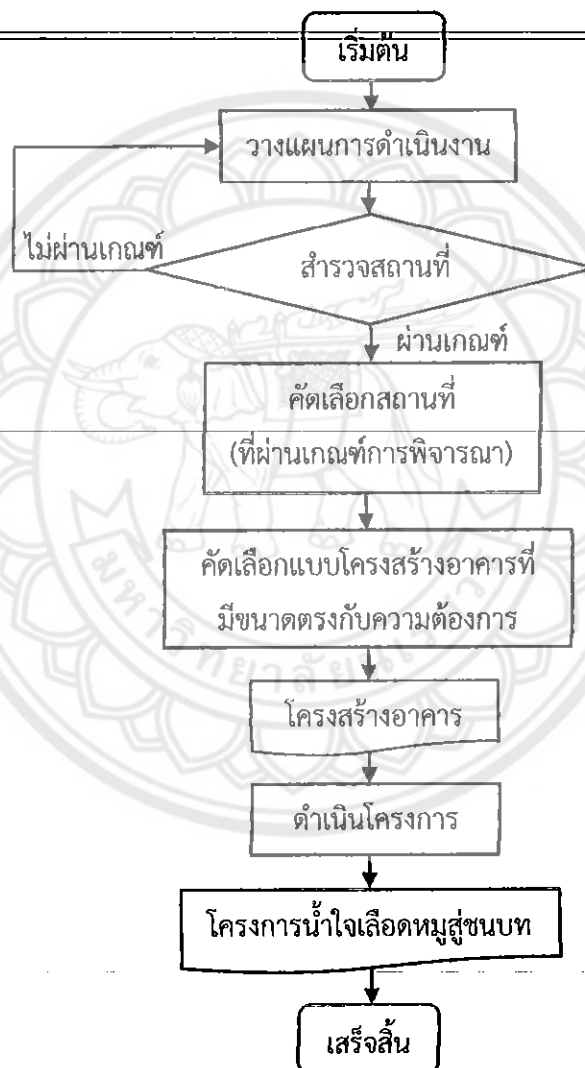 เริ่มต้น
วางแผนการดำเนินงาน
ไม่ผ่านเกณฑ์
สำรวจสถานที่
ผ่านเกณฑ์
คัดเลือกสถานที่
(ที่ผ่านเกณฑ์การพิจารณา)
คัดเลือกแบบโครงสร้างอาคารที่
มีขนาดตรงกับความต้องการ
โครงสร้างอาคาร
ดำเนินโครงการ
โครงการน้ำใจเลือดหมูสู่ชนบท
เสร็จสิ้น